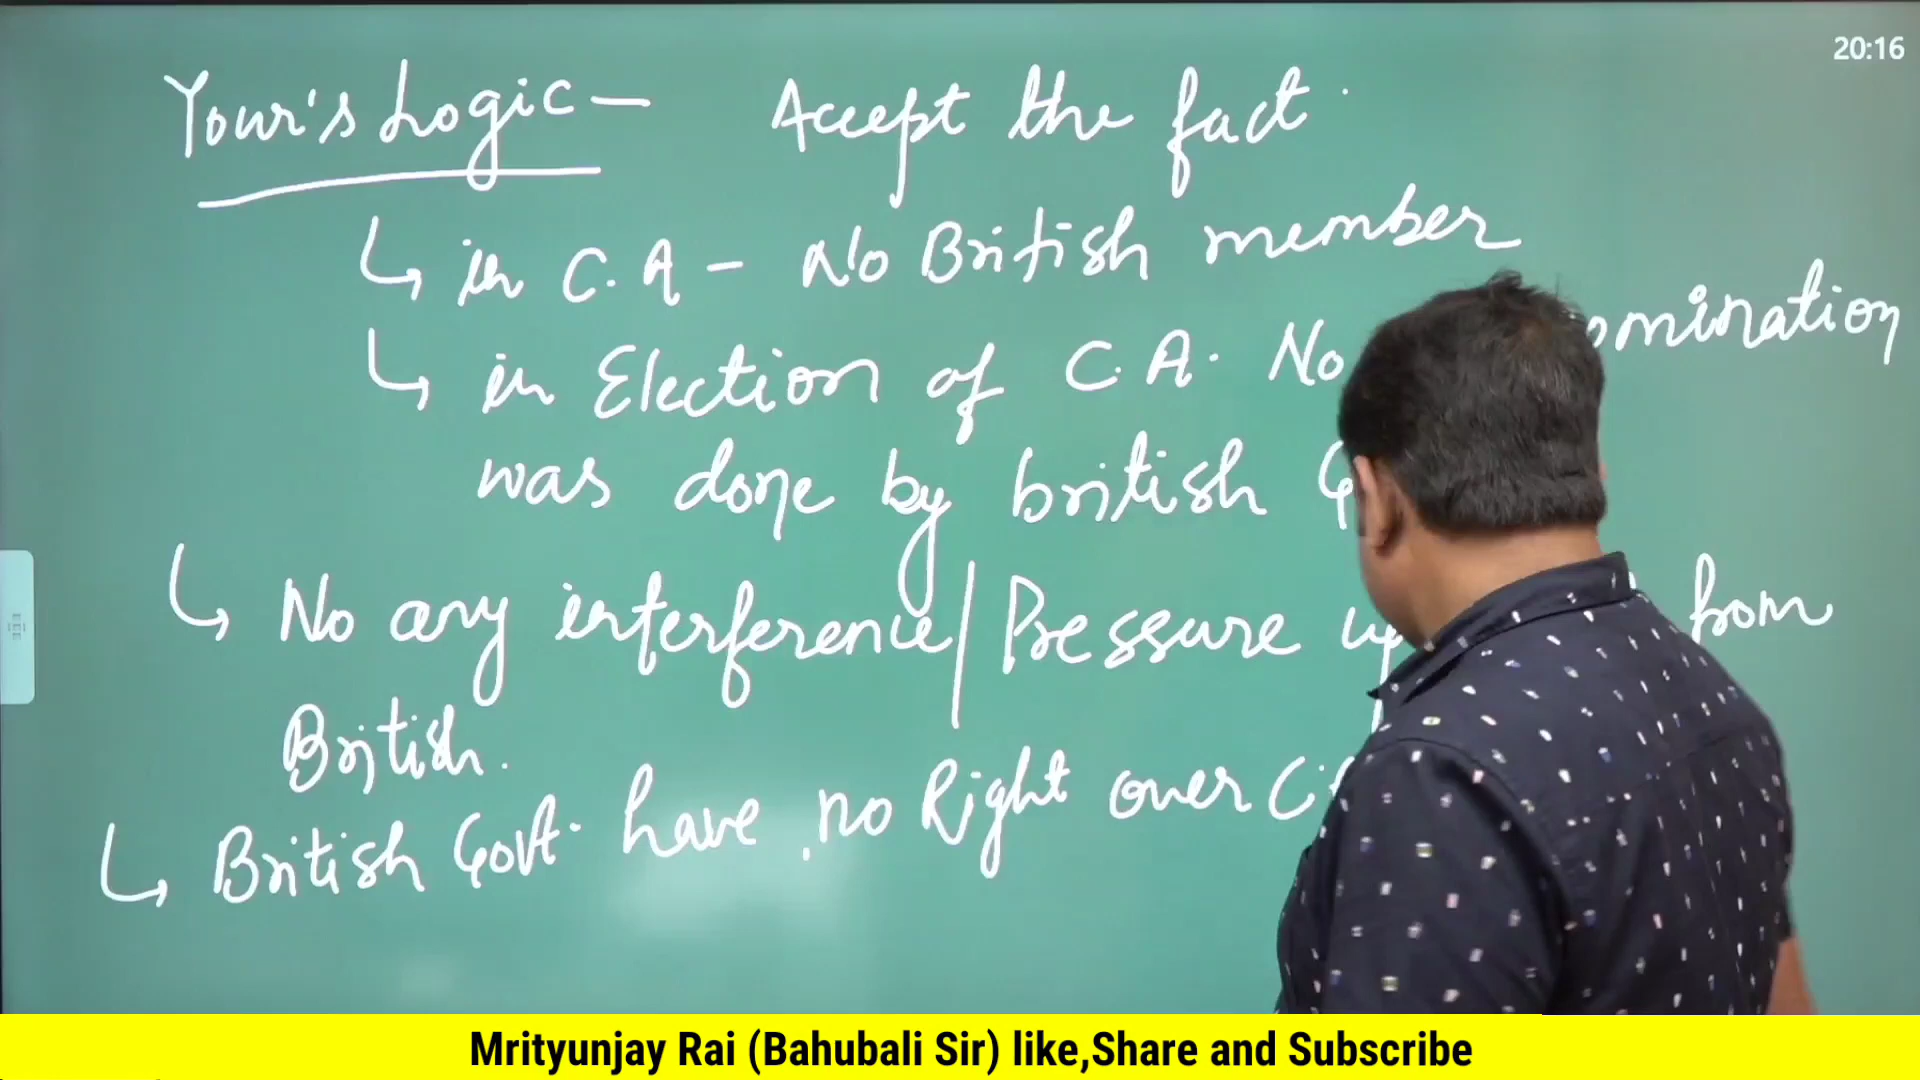 20:16
Your's Logic – Accept the fact.
↳ in C.A – No British member
↳ in Election of C.A. No
was done by british
↳ No any interference/Pressure from
British.
↳ British Govt. have no Right over
Mrityunjay Rai (Bahubali Sir) like,Share and Subscribe